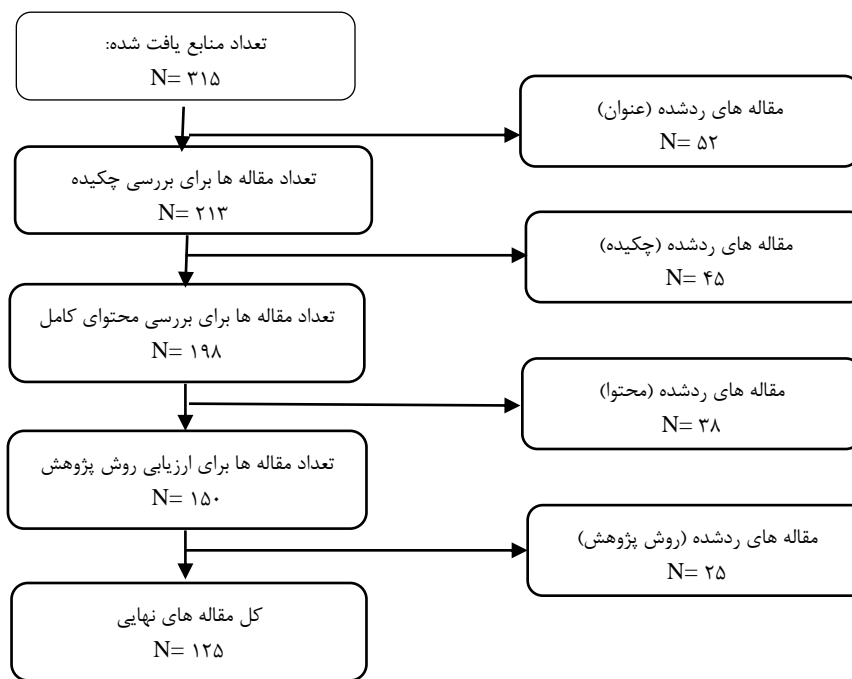 تعداد منابع یافت شده:
N= ۳۱۵
مقاله های ردشده (عنوان)
N= ۵۲
تعداد مقاله ها برای بررسی چکیده
N= ۲۱۳
مقاله های ردشده (چکیده)
N= ۴۵
تعداد مقاله ها برای بررسی محتوای کامل
N= ۱۹۸
مقاله های ردشده (محتوا)
N= ۳۸
تعداد مقاله ها برای ارزیابی روش پژوهش
N= ۱۵۰
مقاله های ردشده (روش پژوهش)
N= ۲۵
کل مقاله های نهایی
N= ۱۲۵